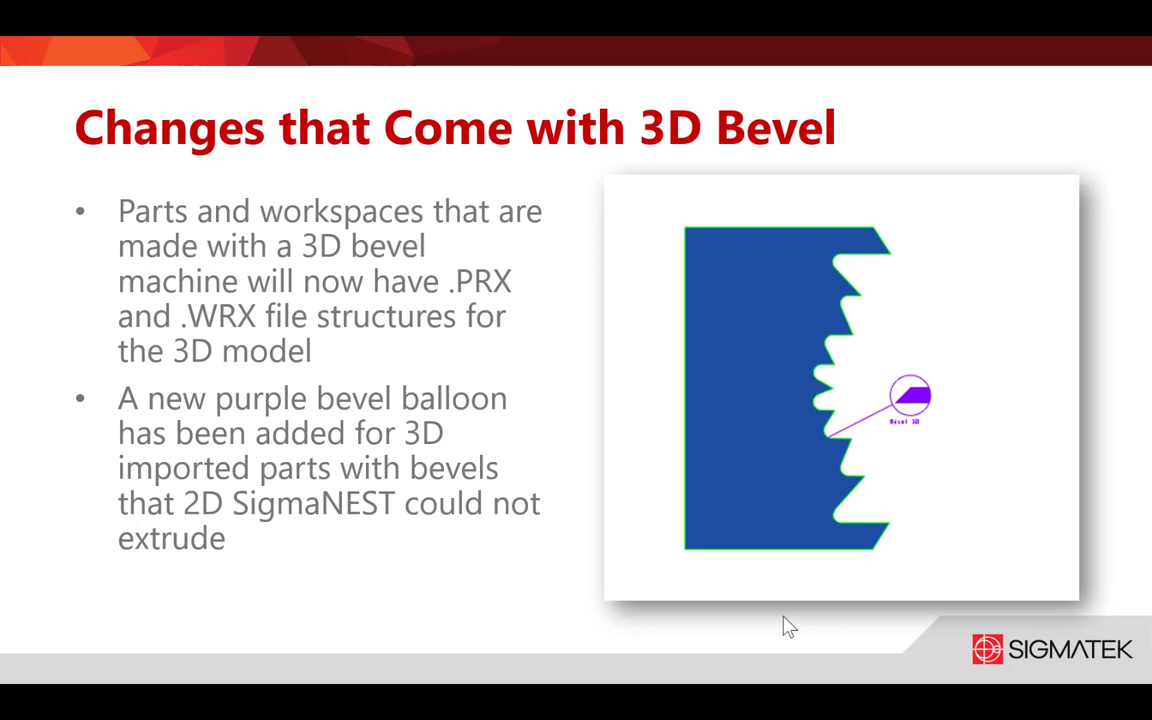 Changes that Come with 3D Bevel
• Parts and workspaces that are
made with a 3D bevel
machine will now have .PRX
and .WRX file structures for
the 3D model
• A new purple bevel balloon
has been added for 3D
imported parts with bevels
that 2D SigmaNEST could not
extrude
Bevel 3D
SIGMATEK